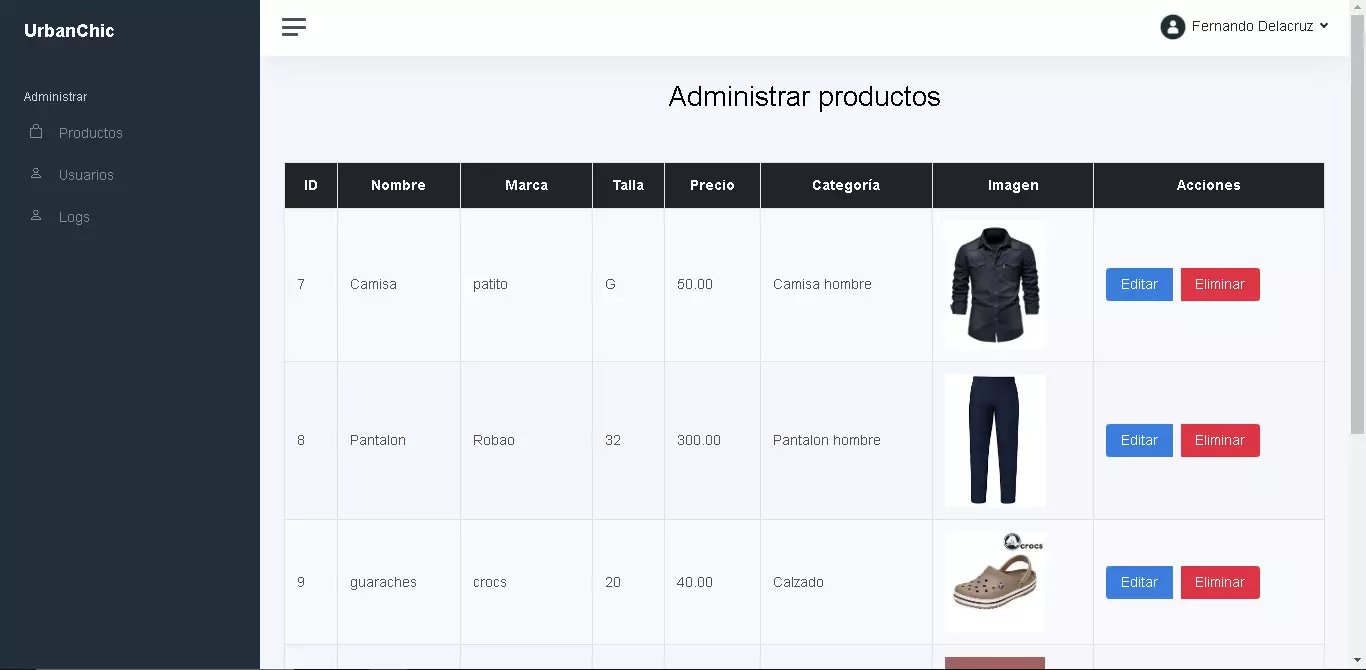 UrbanChic
Fernando Delacruz
Administrar
Productos
Usuarios
Logs
Administrar productos
ID Nombre Marca Talla Precio Categoría Imagen Acciones
7 Camisa patito G 50.00 Camisa hombre Editar Eliminar
8 Pantalon Robao 32 300.00 Pantalon hombre Editar Eliminar
crocs
9 guaraches crocs 20 40.00 Calzado Editar Eliminar